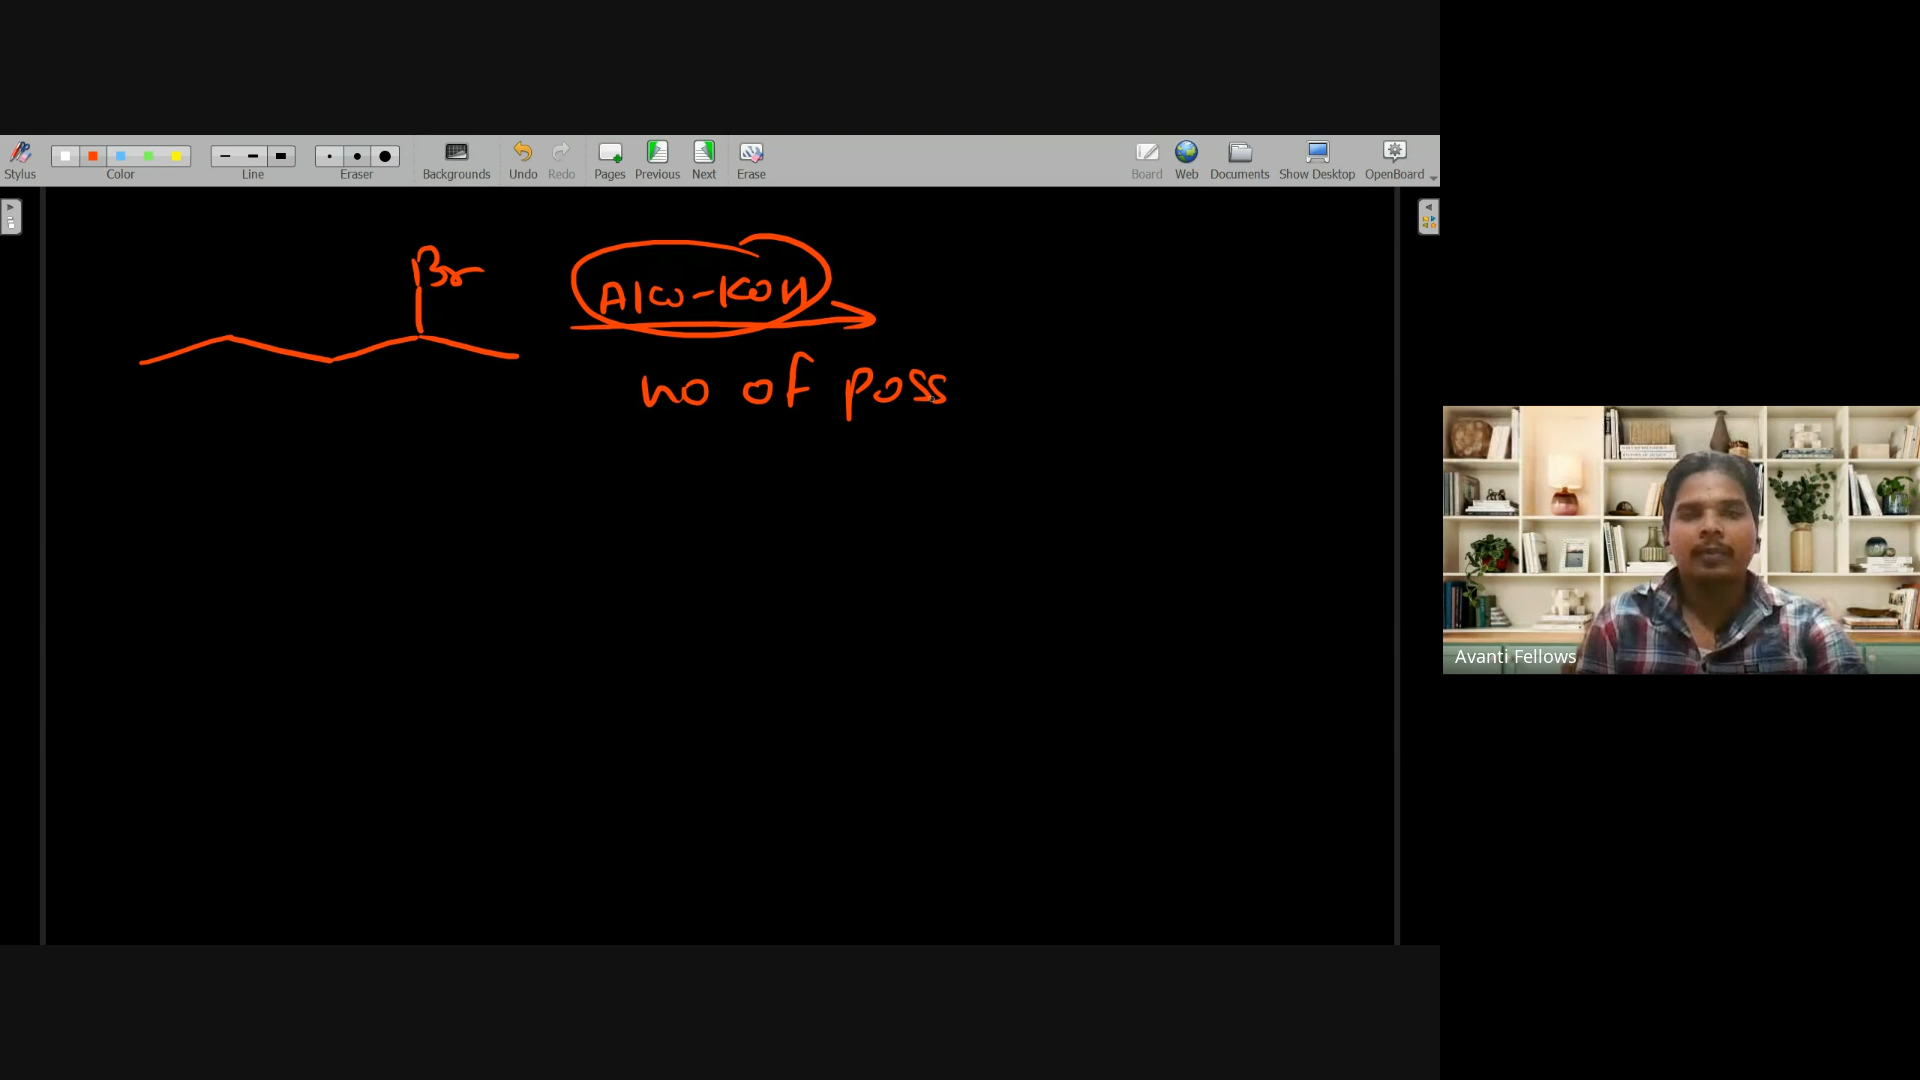 Stylus Color Line Eraser Backgrounds Undo Redo Pages Previous Next Erase Board Web Documents Show Desktop OpenBoard
Br
Alco-KOH
no of poss
Avanti Fellows